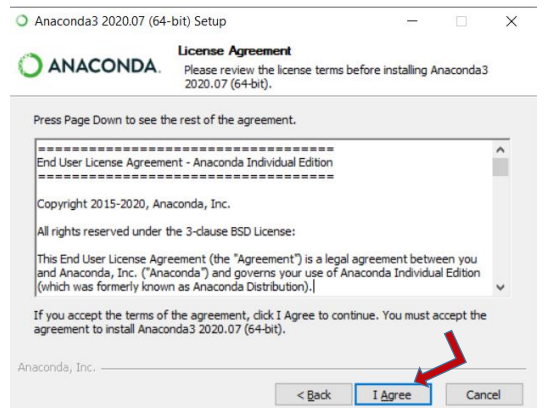 Anaconda3 2020.07 (64-bit) Setup
ANACONDA.
License Agreement
Please review the license terms before installing Anaconda3
2020.07 (64-bit).
Press Page Down to see the rest of the agreement.
===================================
End User License Agreement - Anaconda Individual Edition
===================================
Copyright 2015-2020, Anaconda, Inc.
All rights reserved under the 3-clause BSD License:
This End User License Agreement (the "Agreement") is a legal agreement between you
and Anaconda, Inc. ("Anaconda") and governs your use of Anaconda Individual Edition
(which was formerly known as Anaconda Distribution).
If you accept the terms of the agreement, click I Agree to continue. You must accept the
agreement to install Anaconda3 2020.07 (64-bit).
Anaconda, Inc.
< Back
I Agree
Cancel